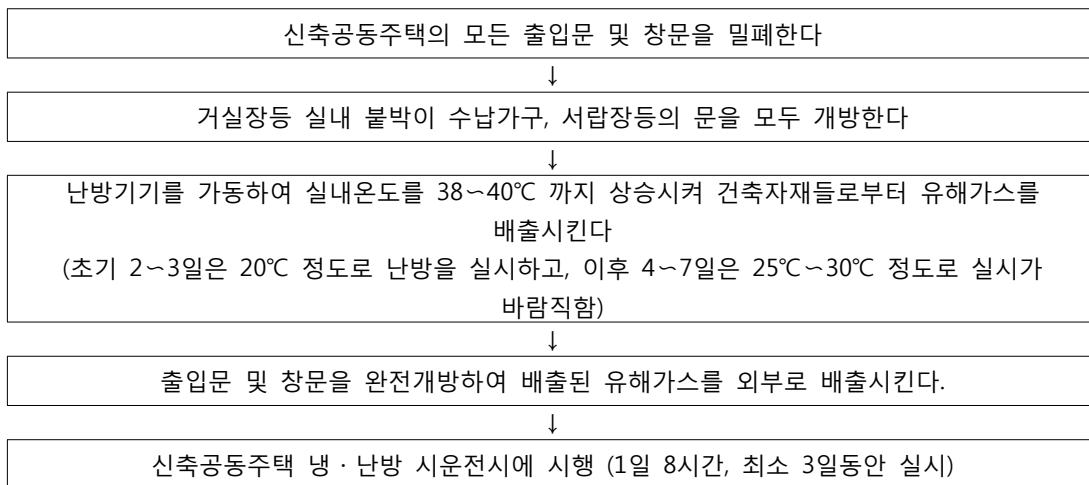 신축공동주택의 모든 출입문 및 창문을 밀폐한다
↓
거실장등 실내 붙박이 수납가구, 서랍장등의 문을 모두 개방한다
↓
난방기기를 가동하여 실내온도를 38∽40℃ 까지 상승시켜 건축자재들로부터 유해가스를
배출시킨다
(초기 2∽3일은 20℃ 정도로 난방을 실시하고, 이후 4∽7일은 25℃∽30℃ 정도로 실시가
바람직함)
↓
출입문 및 창문을 완전개방하여 배출된 유해가스를 외부로 배출시킨다.
↓
신축공동주택 냉ㆍ난방 시운전시에 시행 (1일 8시간, 최소 3일동안 실시)